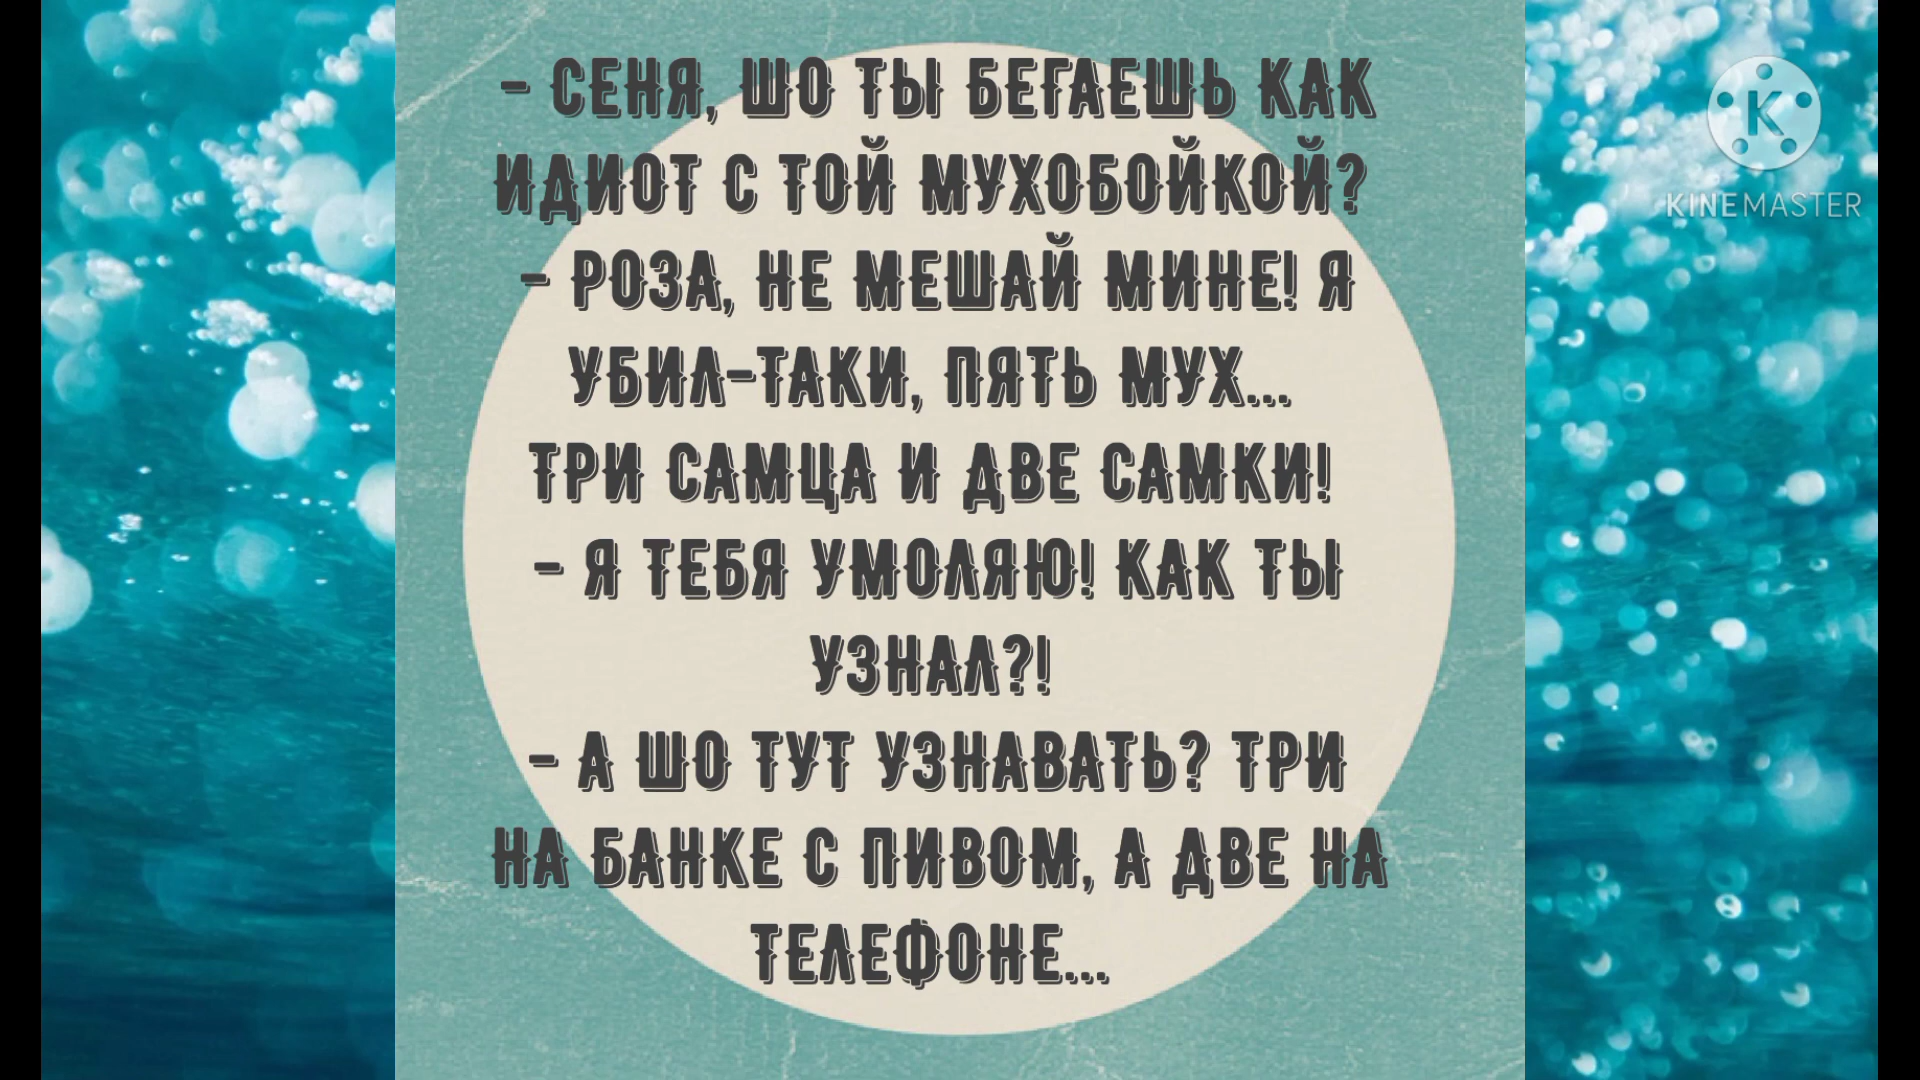 - СЕНЯ, ШО ТЫ БЕГАЕШЬ КАК
ИДИОТ С ТОЙ МУХОБОЙКОЙ?
- РОЗА, НЕ МЕШАЙ МИНЕ! Я
УБИЛ-ТАКИ, ПЯТЬ МУХ...
ТРИ САМЦА И ДВЕ САМКИ!
- Я ТЕБЯ УМОЛЯЮ! КАК ТЫ
УЗНАЛ?!
- А ШО ТУТ УЗНАВАТЬ? ТРИ
НА БАНКЕ С ПИВОМ, А ДВЕ НА
ТЕЛЕФОНЕ...
K
KINEMASTER